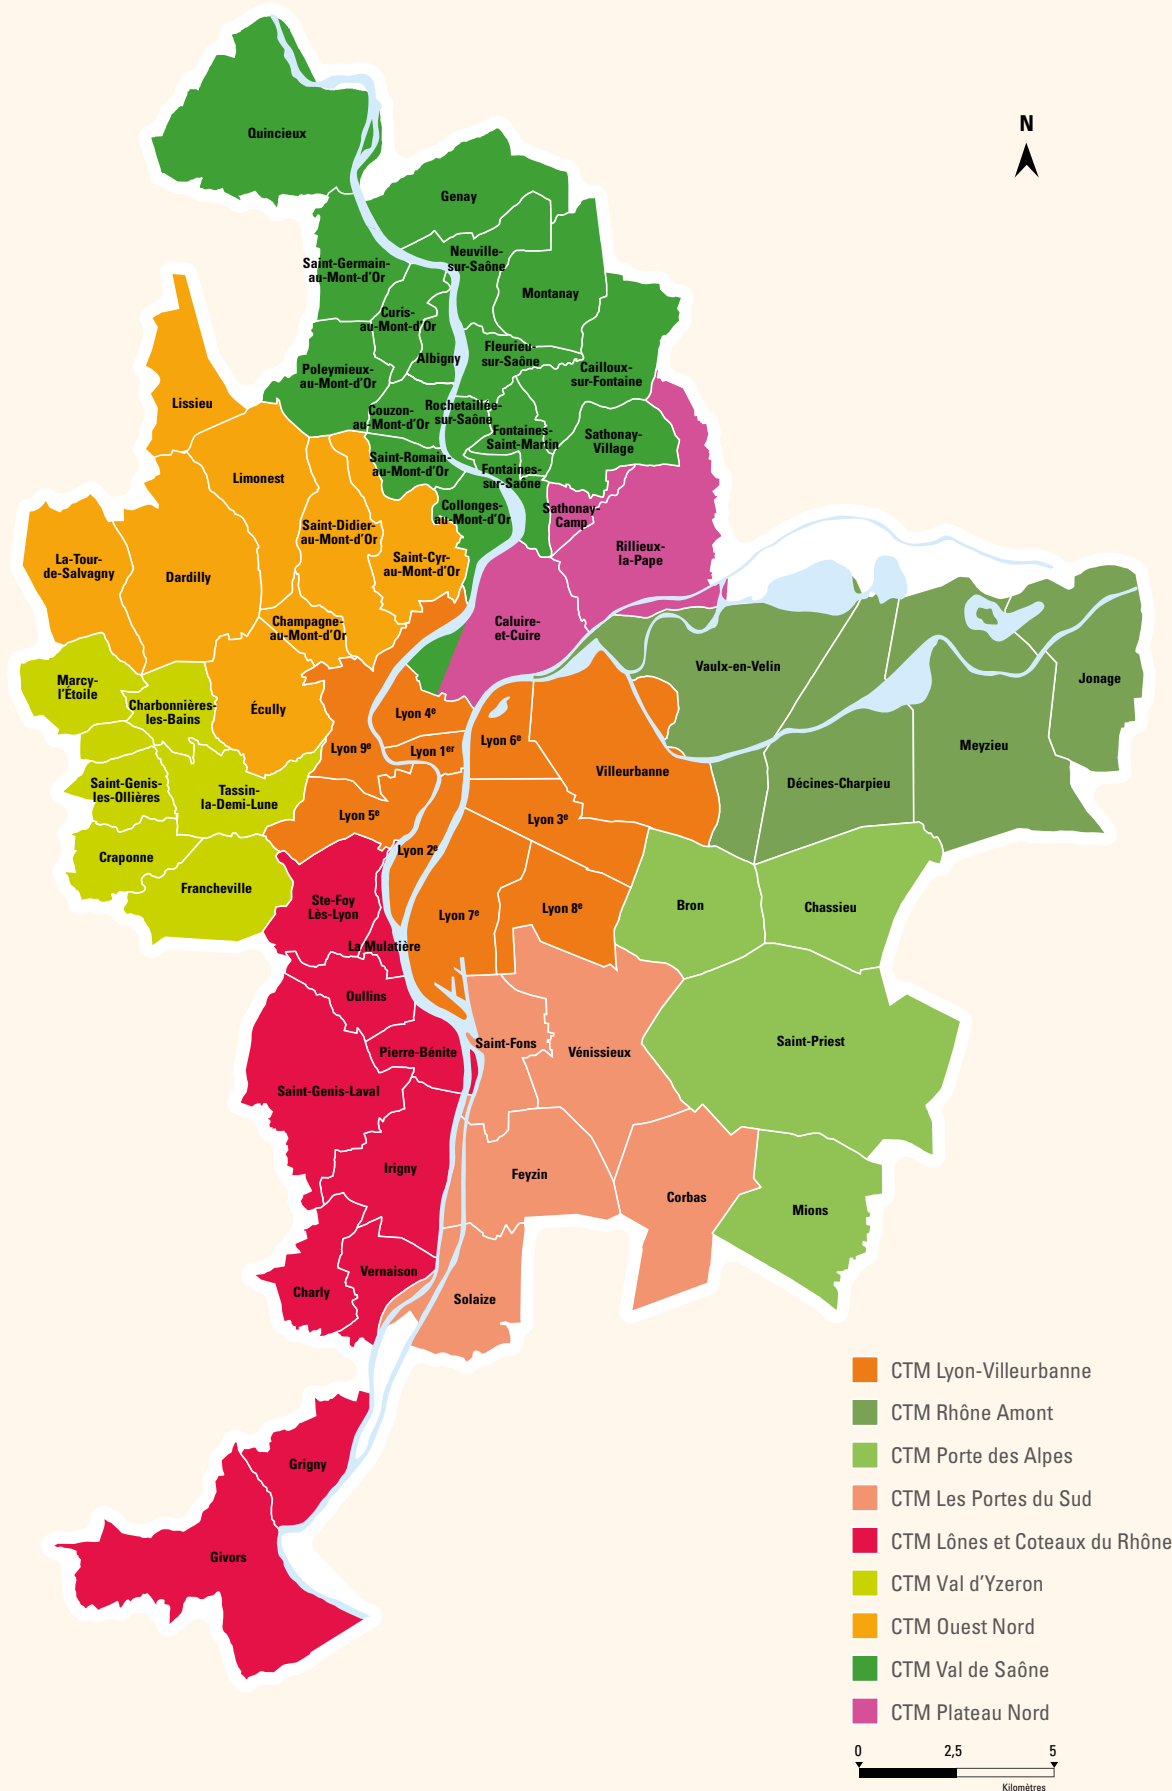 N
Quincieux
Genay
Neuville-
sur-Saône
Saint-Germain-
au-Mont-d'Or
Montanay
Curis-
au-Mont-d'Or
Albigny
Fleurieu-
sur-Saône
Cailloux-
sur-Fontaine
Poleymieux-
au-Mont-d'Or
Lissieu
Couzon-
au-Mont-d'Or
Rochetaillée-
sur-Saône
Fontaines-
Saint-Martin
Sathonay-
Village
Saint-Romain-
au-Mont-d'Or
Fontaines-
sur-Saône
Limonest
Collonges-
au-Mont-d'Or
Sathonay-
Camp
Saint-Didier-
au-Mont-d'Or
Rillieux-
la-Pape
La-Tour-
de-Salvagny
Dardilly
Saint-Cyr-
au-Mont-d'Or
Champagne-
au-Mont-d'Or
Caluire-
et-Cuire
Vaulx-en-Velin
Jonage
Marcy-
l'Étoile
Charbonnières-
les-Bains
Écully
Lyon 4e
Lyon 9e
Lyon 1er
Lyon 6e
Meyzieu
Villeurbanne
Décines-Charpieu
Saint-Genis-
les-Ollières
Tassin-
la-Demi-Lune
Lyon 5e
Lyon 3e
Lyon 2e
Craponne
Francheville
Ste-Foy
Lès-Lyon
Lyon 7e
Lyon 8e
Bron
Chassieu
La Mulatière
Oullins
Saint-Fons
Vénissieux
Saint-Priest
Pierre-Bénite
Saint-Genis-Laval
Irigny
Feyzin
Corbas
Mions
Vernaison
Charly
Solaize
Grigny
Givors
CTM Lyon-Villeurbanne
CTM Rhône Amont
CTM Porte des Alpes
CTM Les Portes du Sud
CTM Lônes et Coteaux du Rhône
CTM Val d'Yzeron
CTM Ouest Nord
CTM Val de Saône
CTM Plateau Nord
0 2,5 5
Kilomètres